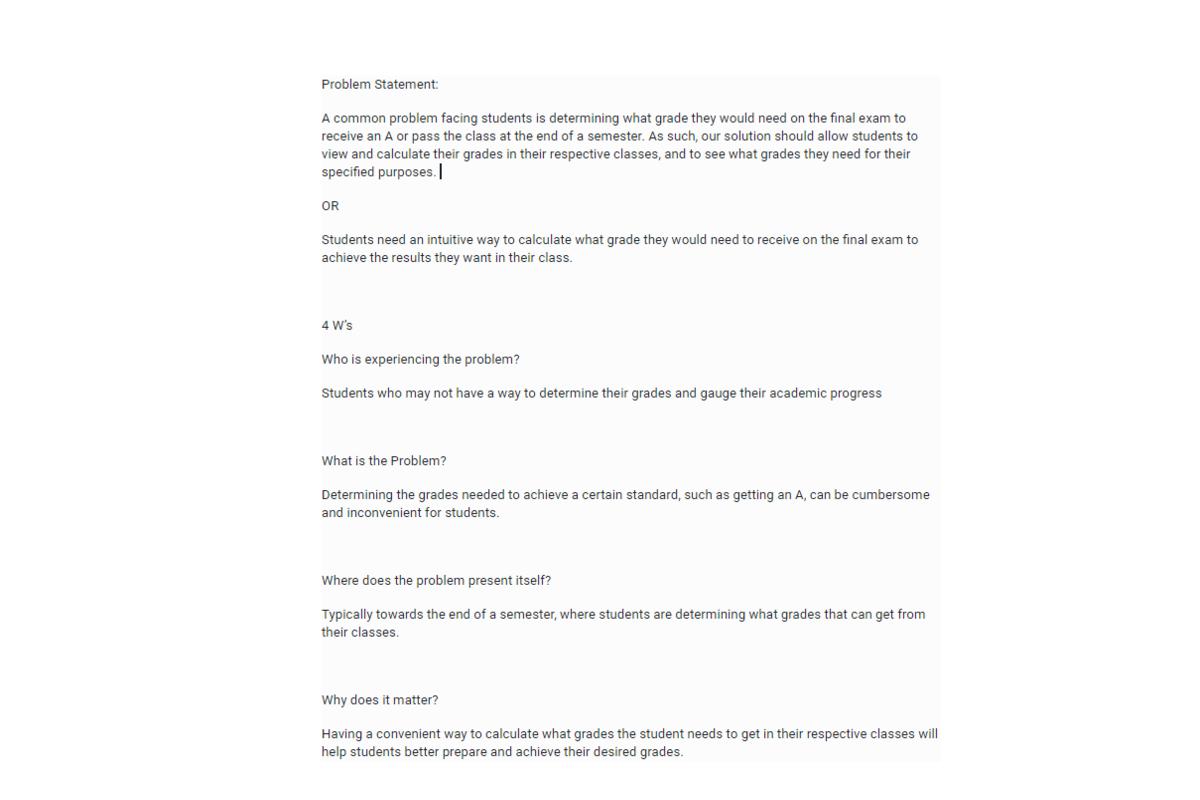 Problem Statement:
A common problem facing students is determining what grade they would need on the final exam to
receive an A or pass the class at the end of a semester. As such, our solution should allow students to
view and calculate their grades in their respective classes, and to see what grades they need for their
specified purposes.
OR
Students need an intuitive way to calculate what grade they would need to receive on the final exam to
achieve the results they want in their class.
4 W's
Who is experiencing the problem?
Students who may not have a way to determine their grades and gauge their academic progress
What is the Problem?
Determining the grades needed to achieve a certain standard, such as getting an A, can be cumbersome
and inconvenient for students.
Where does the problem present itself?
Typically towards the end of a semester, where students are determining what grades that can get from
their classes.
Why does it matter?
Having a convenient way to calculate what grades the student needs to get in their respective classes will
help students better prepare and achieve their desired grades.